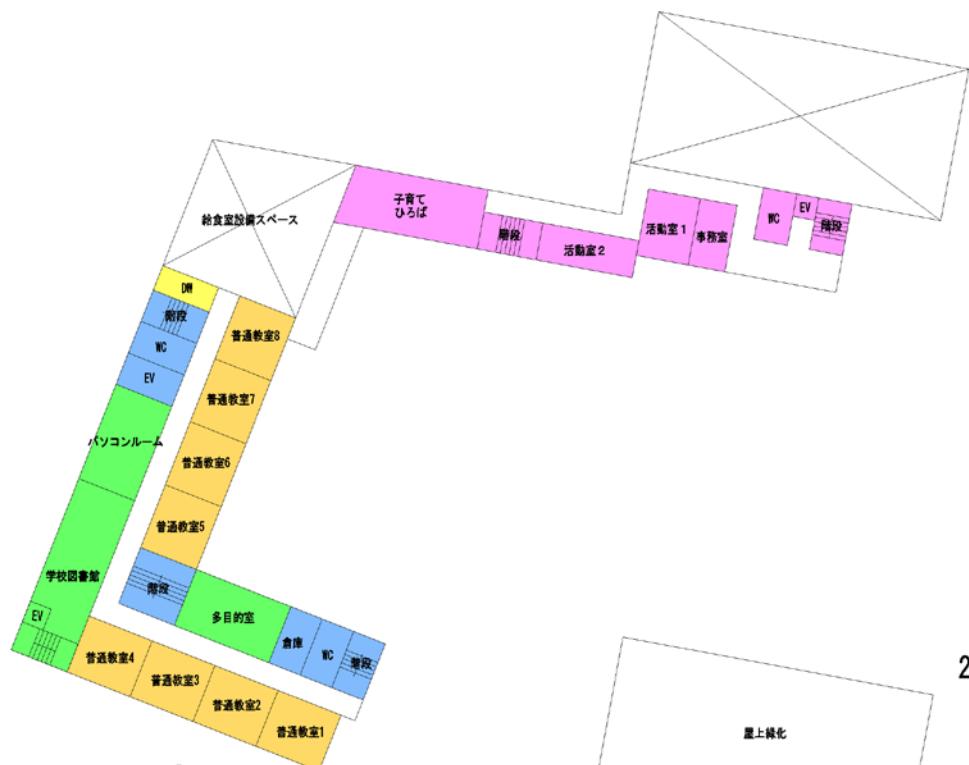 子育て
ひろば
給食室設備スペース
階段
活動室2
活動室1
事務室
WC
EV
階段
DW
階段
WC
EV
普通教室8
普通教室7
パソコンルーム
普通教室6
普通教室5
学校図書館
階段
多目的室
EV
倉庫
WC
階段
普通教室4
普通教室3
普通教室2
普通教室1
2
屋上緑化